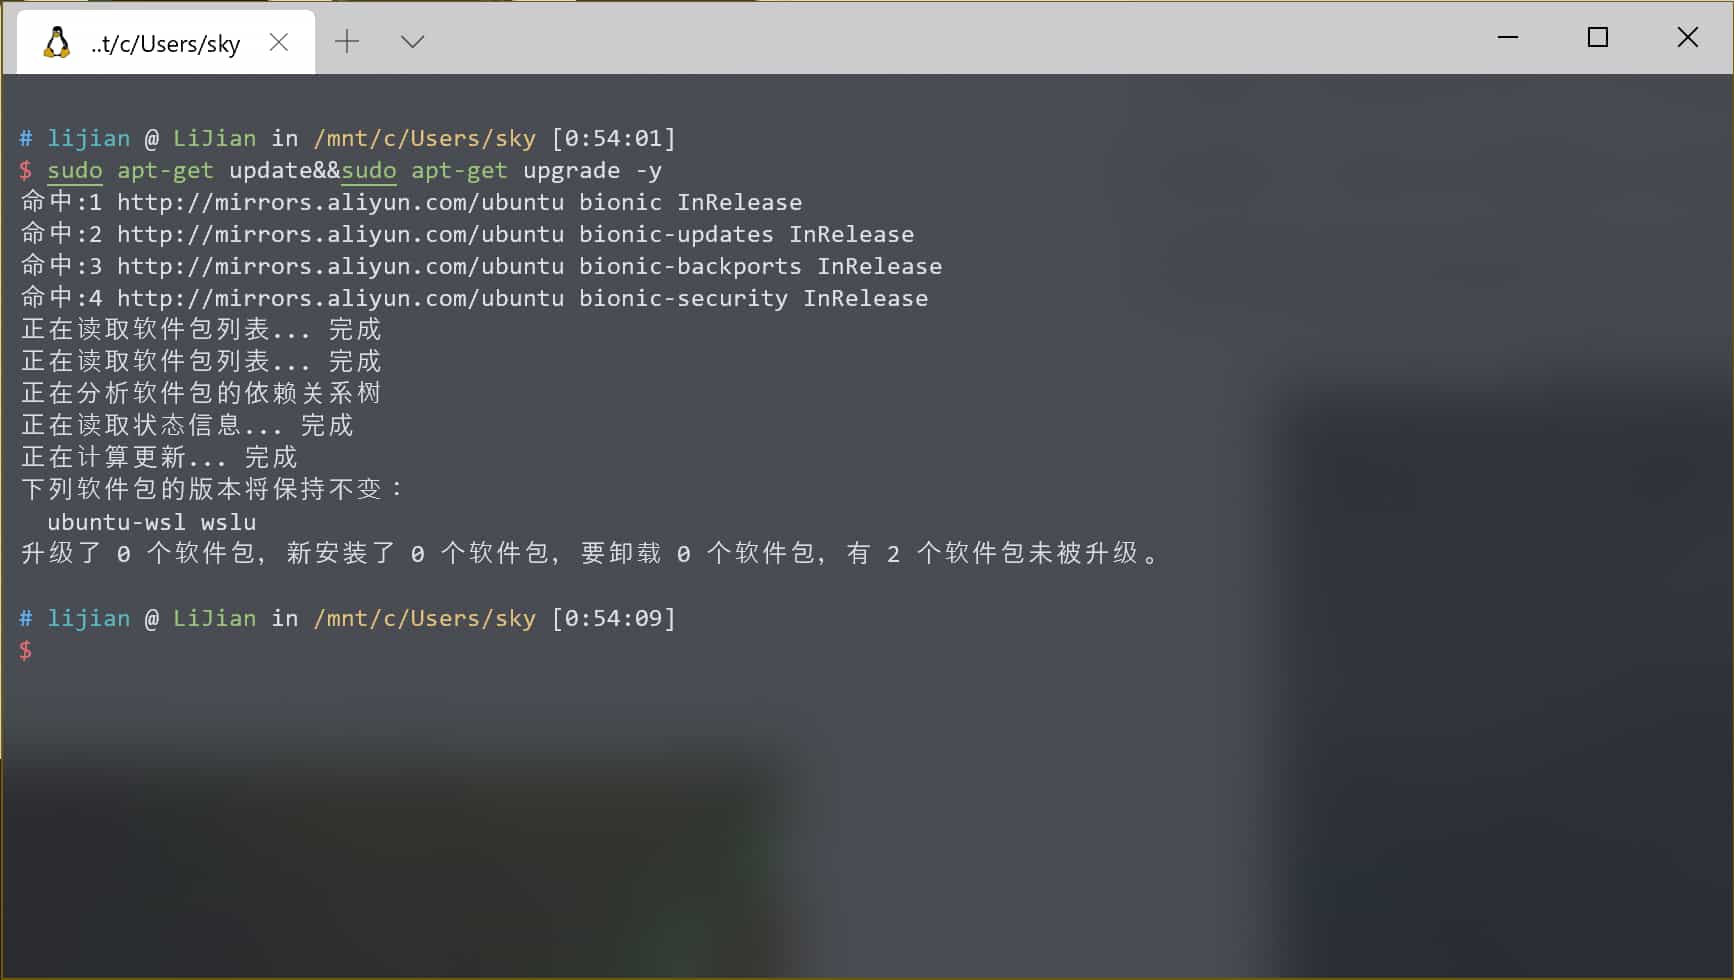 ..t/c/Users/sky
# lijian @ LiJian in /mnt/c/Users/sky [0:54:01]
$ sudo apt-get update&&sudo apt-get upgrade -y
命中:1 http://mirrors.aliyun.com/ubuntu bionic InRelease
命中:2 http://mirrors.aliyun.com/ubuntu bionic-updates InRelease
命中:3 http://mirrors.aliyun.com/ubuntu bionic-backports InRelease
命中:4 http://mirrors.aliyun.com/ubuntu bionic-security InRelease
正在读取软件包列表... 完成
正在读取软件包列表... 完成
正在分析软件包的依赖关系树
正在读取状态信息... 完成
正在计算更新... 完成
下列软件包的版本将保持不变：
  ubuntu-wsl wslu
升级了 0 个软件包，新安装了 0 个软件包，要卸载 0 个软件包，有 2 个软件包未被升级。
# lijian @ LiJian in /mnt/c/Users/sky [0:54:09]
$